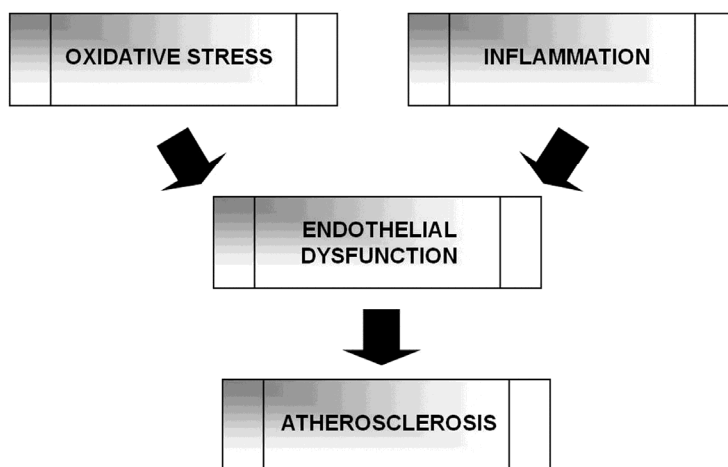 OXIDATIVE STRESS
INFLAMMATION
ENDOTHELIAL
DYSFUNCTION
ATHEROSCLEROSIS